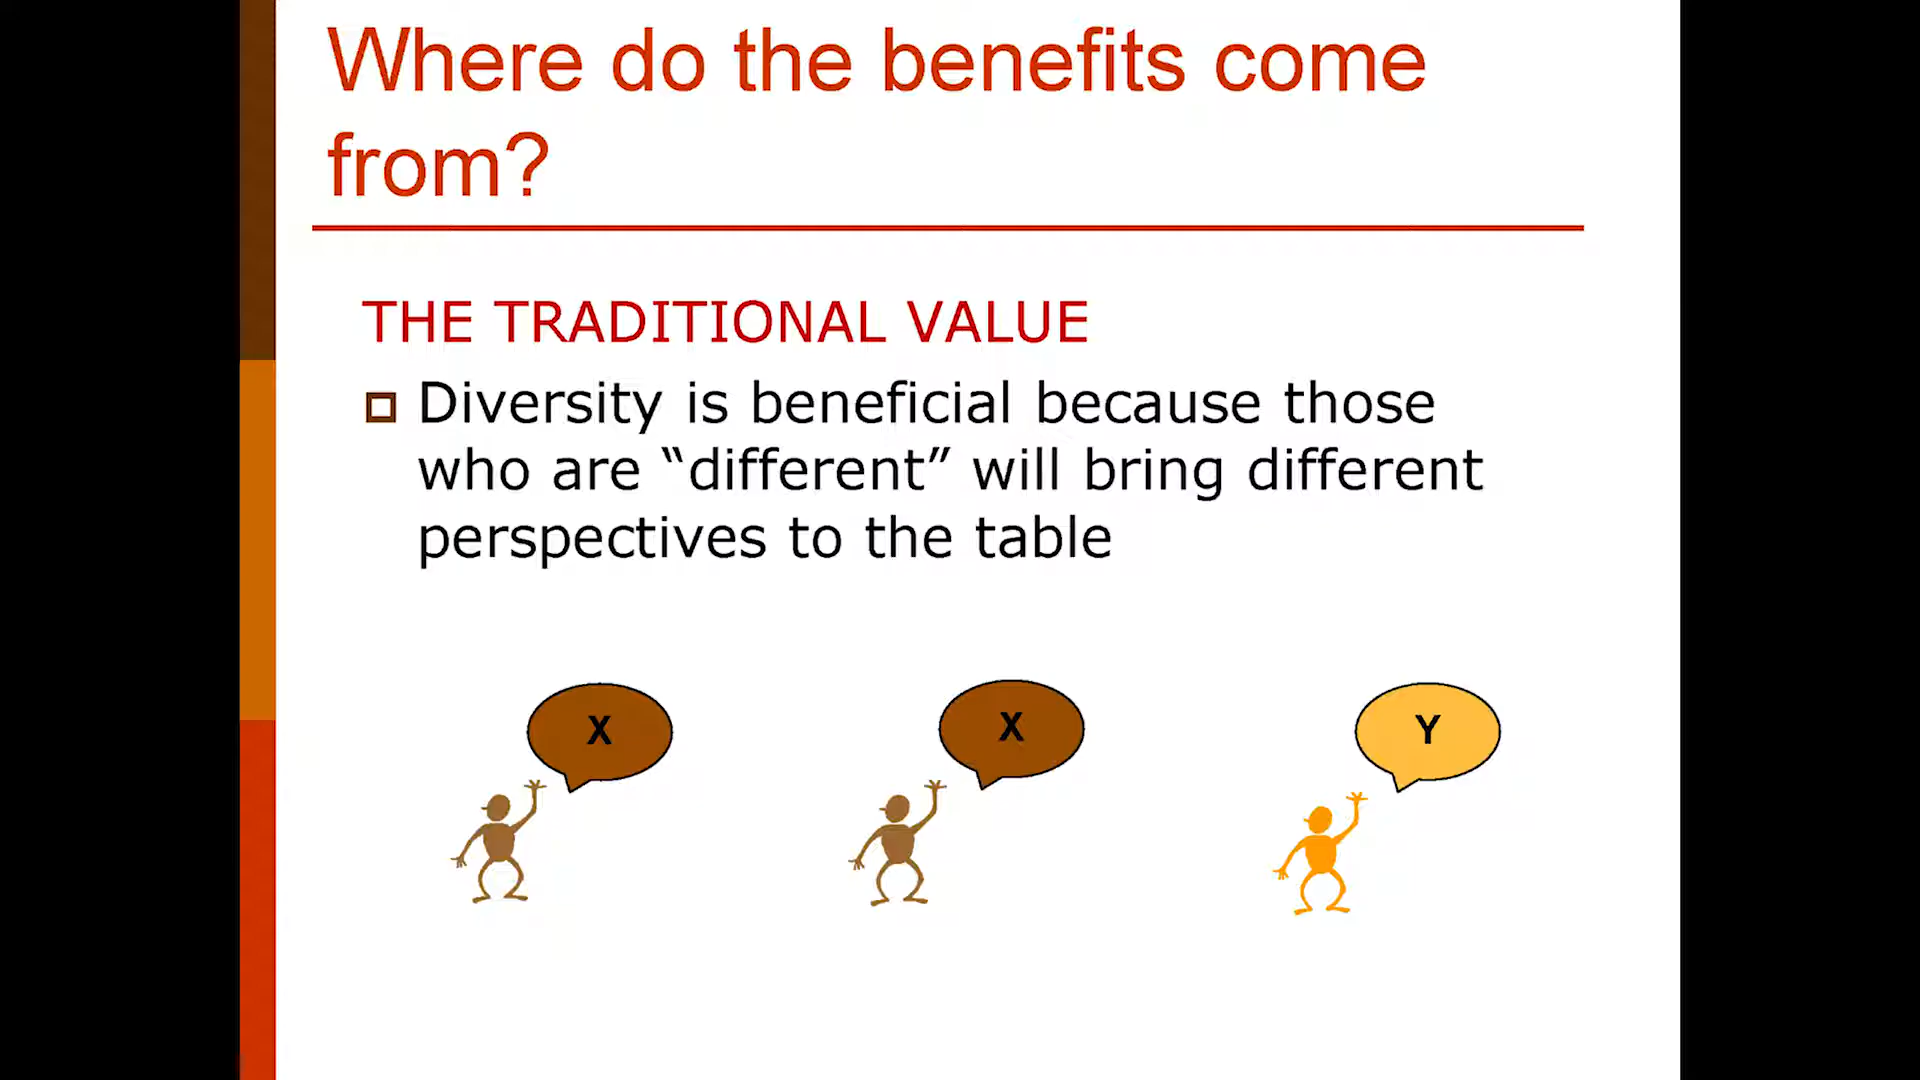 Where do the benefits come
from?
THE TRADITIONAL VALUE
Diversity is beneficial because those
who are “different” will bring different
perspectives to the table
X
X
Y